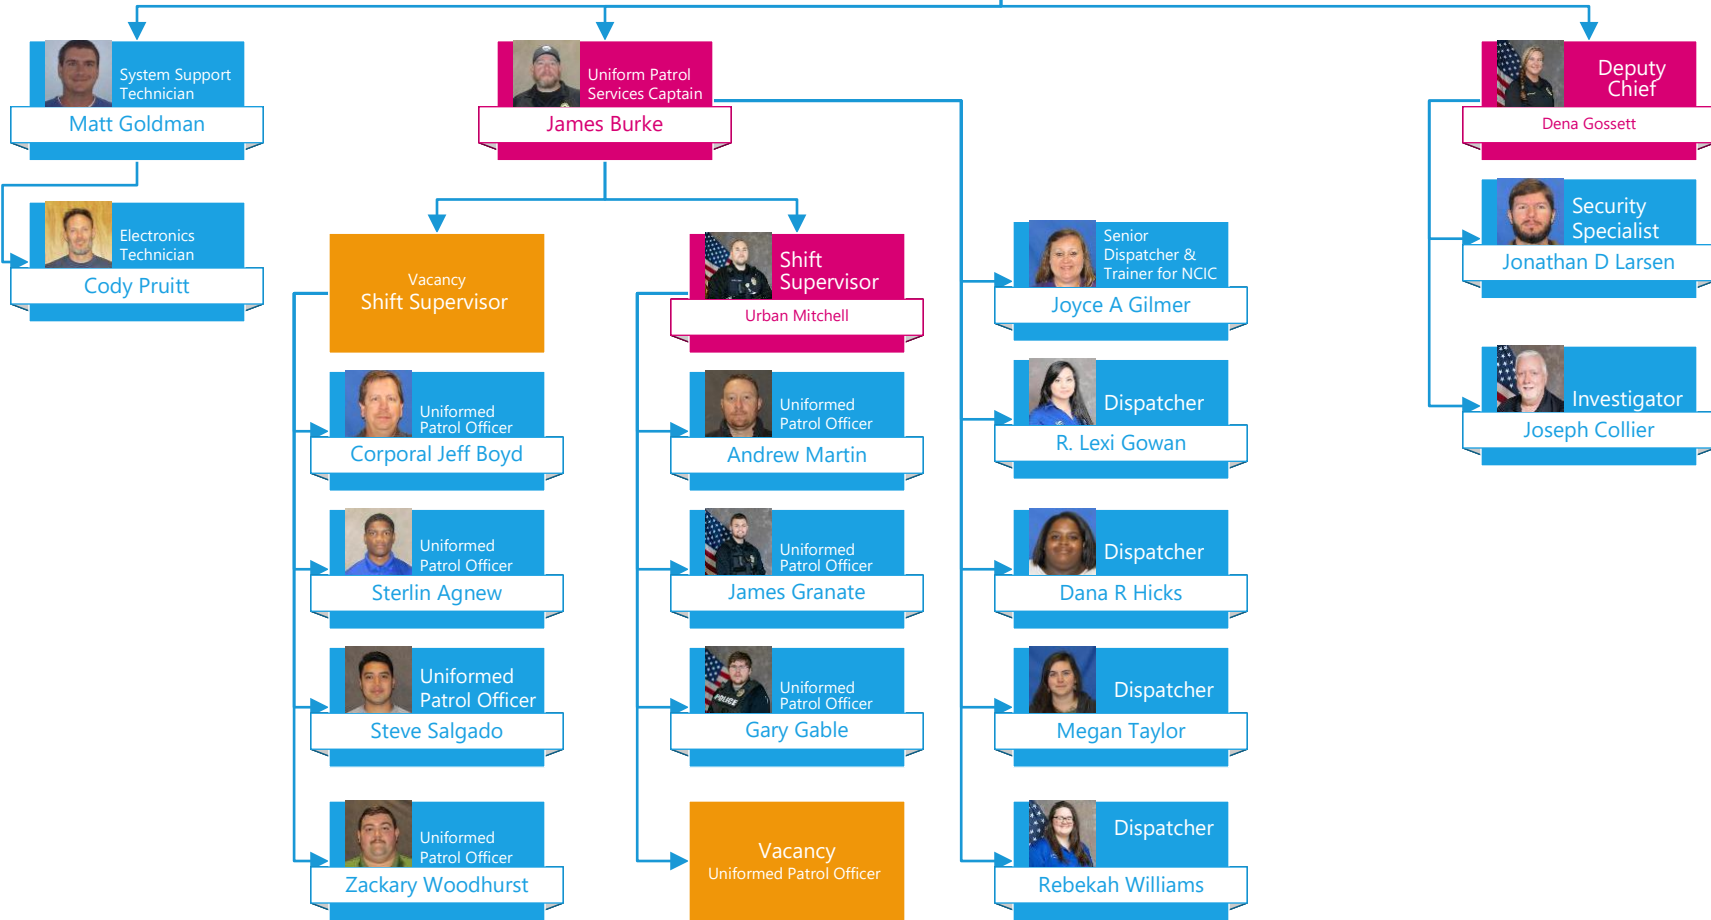 System Support
Technician
Matt Goldman
Electronics
Technician
Cody Pruitt
Uniform Patrol
Services Captain
James Burke
Vacancy
Shift Supervisor
Uniformed
Patrol Officer
Corporal Jeff Boyd
Uniformed
Patrol Officer
Sterlin Agnew
Uniformed
Patrol Officer
Steve Salgado
Uniformed
Patrol Officer
Zackary Woodhurst
Shift
Supervisor
Urban Mitchell
Uniformed
Patrol Officer
Andrew Martin
Uniformed
Patrol Officer
James Granate
Uniformed
Patrol Officer
POLICE
Gary Gable
Vacancy
Uniformed Patrol Officer
Senior
Dispatcher &
Trainer for NCIC
Joyce A Gilmer
Dispatcher
R. Lexi Gowan
Dispatcher
Dana R Hicks
Dispatcher
Megan Taylor
Dispatcher
Rebekah Williams
Deputy
Chief
Dena Gossett
Security
Specialist
Jonathan D Larsen
Investigator
Joseph Collier